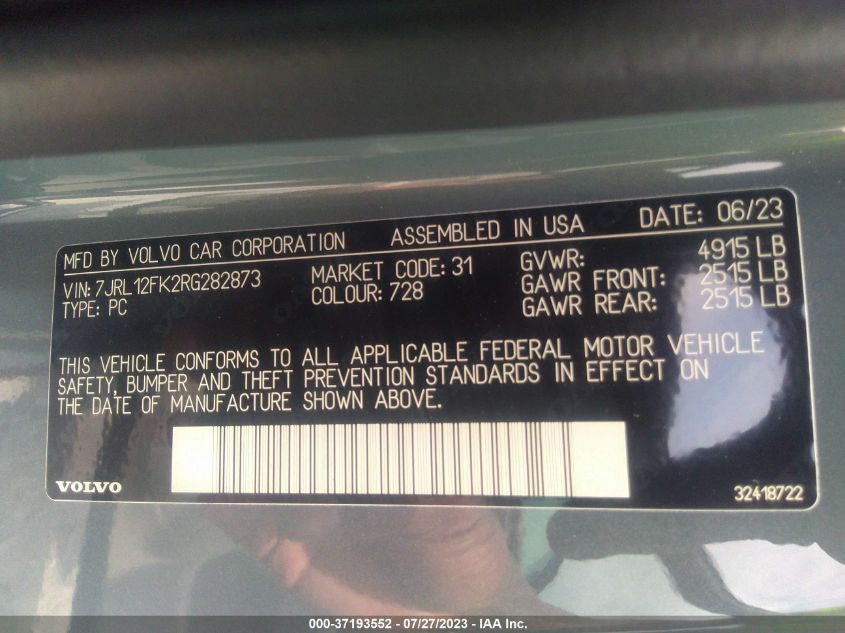 MFD BY VOLVO CAR CORPORATION ASSEMBLED IN USA DATE: 06/23
VIN: 7JRL12FK2RG282873 MARKET CODE: 31 GVWR: 4915 LB
TYPE: PC COLOUR: 728 GAWR FRONT: 2515 LB
GAWR REAR: 2515 LB
THIS VEHICLE CONFORMS TO ALL APPLICABLE FEDERAL MOTOR VEHICLE
SAFETY, BUMPER AND THEFT PREVENTION STANDARDS IN EFFECT ON
THE DATE OF MANUFACTURE SHOWN ABOVE.
VOLVO 32418722
000-37193552 - 07/27/2023 - IAA Inc.